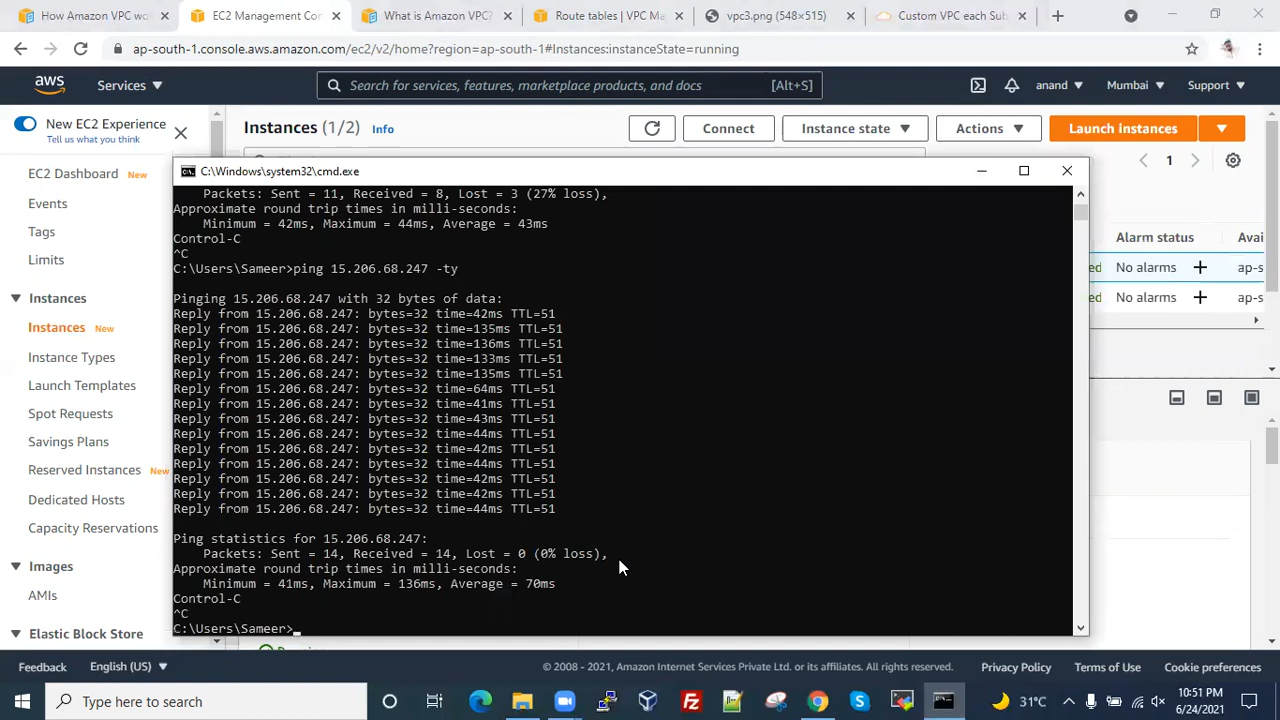 How Amazon VPC wo
EC2 Management Con
What is Amazon VPC?
Route tables | VPC Ma
vpc3.png (548×515)
Custom VPC each Sub
ap-south-1.console.aws.amazon.com/ec2/v2/home?region=ap-south-1#Instances:instanceState=running
aws
Services
Search for services, features, marketplace products, and docs
[Alt+S]
anand
Mumbai
Support
New EC2 Experience
Tell us what you think
Instances (1/2)
Info
Connect
Instance state
Actions
Launch instances
1
EC2 Dashboard New
Events
Tags
Limits
Instances
Instances New
Instance Types
Launch Templates
Spot Requests
Savings Plans
Reserved Instances New
Dedicated Hosts
Capacity Reservations
Images
AMIs
Elastic Block Store
Alarm status
Avai
ed No alarms + ap-s
No alarms + ap-s
C:\Windows\system32\cmd.exe
Packets: Sent = 11, Received = 8, Lost = 3 (27% loss),
Approximate round trip times in milli-seconds:
Minimum = 42ms, Maximum = 44ms, Average = 43ms
Control-C
^C
C:\Users\Sameer>ping 15.206.68.247 -ty
Pinging 15.206.68.247 with 32 bytes of data:
Reply from 15.206.68.247: bytes=32 time=42ms TTL=51
Reply from 15.206.68.247: bytes=32 time=135ms TTL=51
Reply from 15.206.68.247: bytes=32 time=136ms TTL=51
Reply from 15.206.68.247: bytes=32 time=133ms TTL=51
Reply from 15.206.68.247: bytes=32 time=135ms TTL=51
Reply from 15.206.68.247: bytes=32 time=64ms TTL=51
Reply from 15.206.68.247: bytes=32 time=41ms TTL=51
Reply from 15.206.68.247: bytes=32 time=43ms TTL=51
Reply from 15.206.68.247: bytes=32 time=44ms TTL=51
Reply from 15.206.68.247: bytes=32 time=42ms TTL=51
Reply from 15.206.68.247: bytes=32 time=44ms TTL=51
Reply from 15.206.68.247: bytes=32 time=42ms TTL=51
Reply from 15.206.68.247: bytes=32 time=42ms TTL=51
Reply from 15.206.68.247: bytes=32 time=44ms TTL=51
Ping statistics for 15.206.68.247:
Packets: Sent = 14, Received = 14, Lost = 0 (0% loss),
Approximate round trip times in milli-seconds:
Minimum = 41ms, Maximum = 136ms, Average = 70ms
Control-C
^C
C:\Users\Sameer>_
Feedback
English (US)
© 2008 - 2021, Amazon Internet Services Private Ltd. or its affiliates. All rights reserved.
Privacy Policy
Terms of Use
Cookie preferences
Type here to search
31°C
10:51 PM
6/24/2021